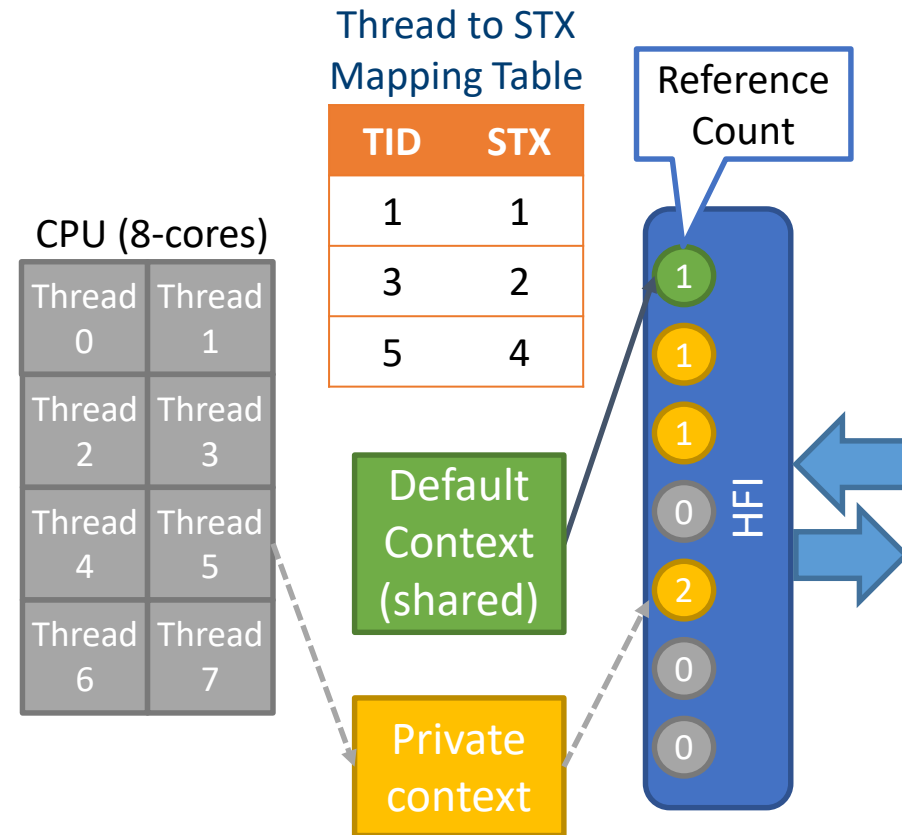 Thread to STX
Mapping Table
TID STX
1 1
3 2
5 4
Reference
Count
CPU (8-cores)
Thread Thread
0 1
Thread Thread
2 3
Thread Thread
4 5
Thread Thread
6 7
Default
Context
(shared)
Private
context
1
1
1
0
2
0
0
HFI